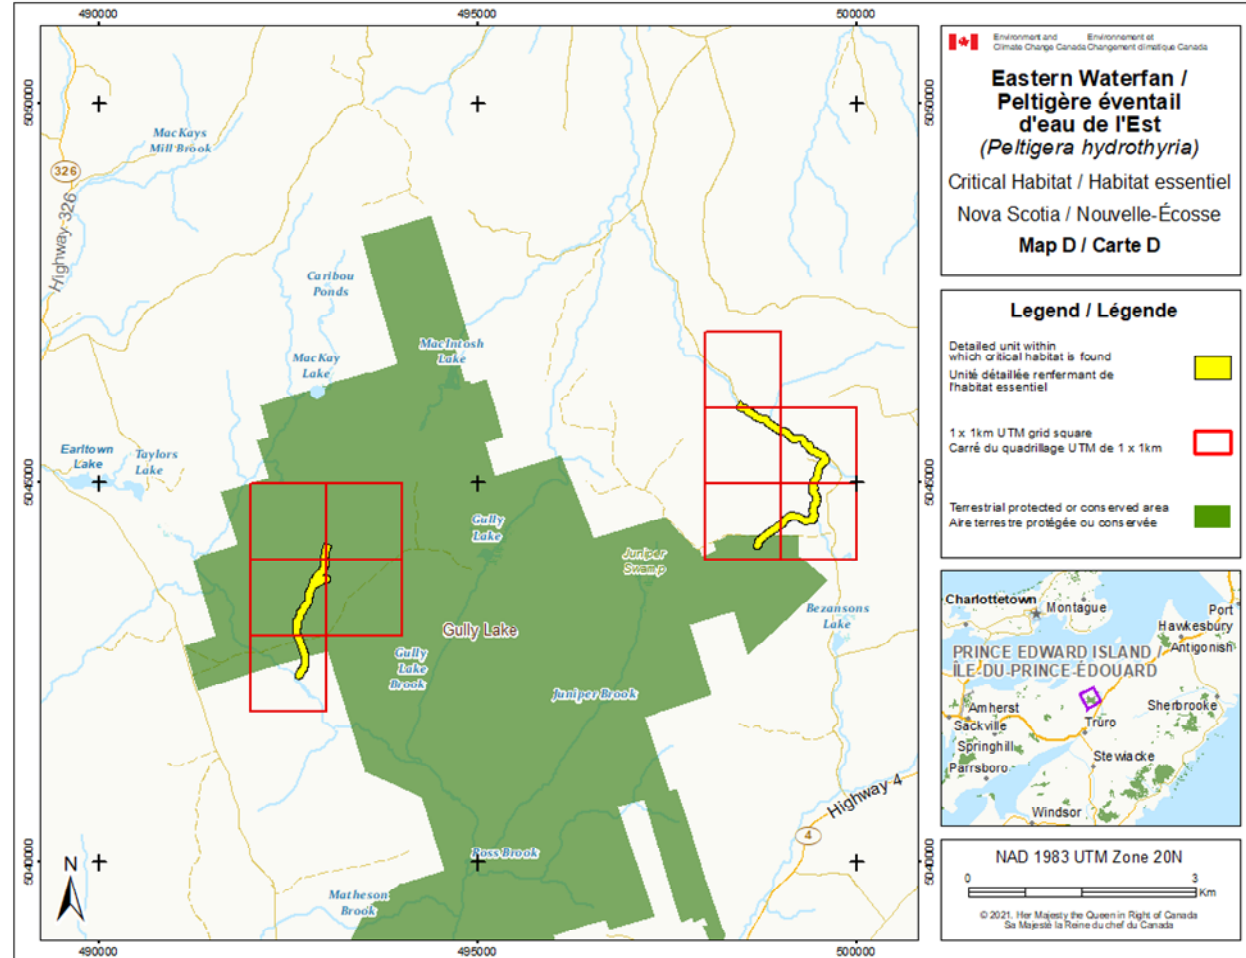 490000
495000
500000
5050000
5050000
MacKays
Mill Brook
326
Highway 326
Caribou
Ponds
MacIntosh
Lake
MacKay
Lake
Earltown
Lake
Taylors
Lake
5045000
5045000
Gully
Lake
Juniper
Swamp
Bezansons
Lake
Gully Lake
Gully
Lake
Brook
Juniper Brook
Highway 4
4
5040000
5040000
Ross Brook
Matheson
Brook
N
490000
495000
500000
Environment and
Climate Change Canada
Environnement et
Changement climatique Canada
Eastern Waterfan /
Peltigère éventail
d'eau de l'Est
(Peltigera hydrothyria)
Critical Habitat / Habitat essentiel
Nova Scotia / Nouvelle-Écosse
Map D / Carte D
Legend / Légende
Detailed unit within
which critical habitat is found
Unité détaillée renfermant de
l'habitat essentiel
1 x 1km UTM grid square
Carré du quadrillage UTM de 1 x 1km
Terrestrial protected or conserved area
Aire terrestre protégée ou conservée
Charlottetown
Montague
Port
Hawkesbury
Antigonish
PRINCE EDWARD ISLAND /
ÎLE-DU-PRINCE-ÉDOUARD
Amherst
Sackville
Sherbrooke
Truro
Springhill
Stewiacke
Parrsboro
Windsor
NAD 1983 UTM Zone 20N
0 3
Km
© 2021. Her Majesty the Queen in Right of Canada
Sa Majesté la Reine du chef du Canada